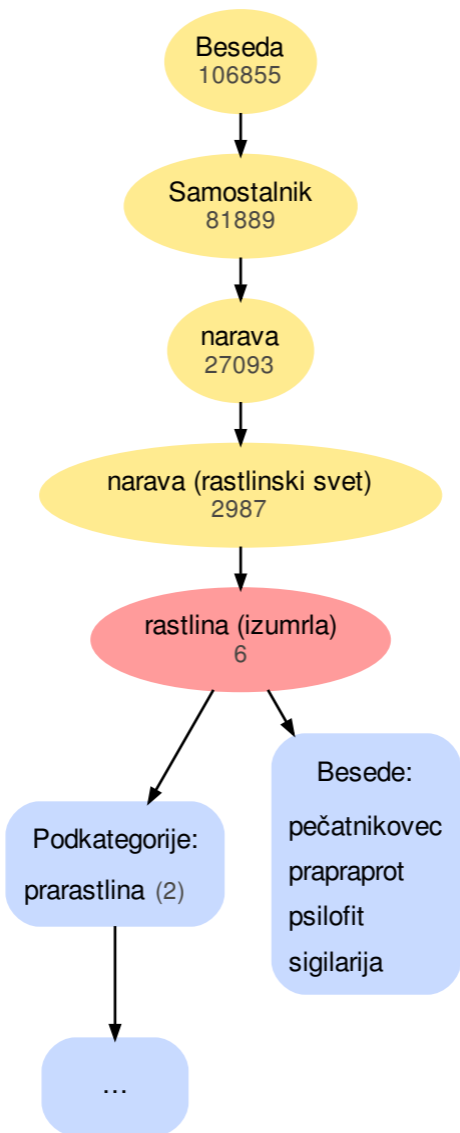 Beseda
106855
Samostalnik
81889
narava
27093
narava (rastlinski svet)
2987
rastlina (izumrla)
6
Podkategorije:
prarastlina (2)
...
Besede:
pečatnikovec
prapraprot
psilofit
sigilarija